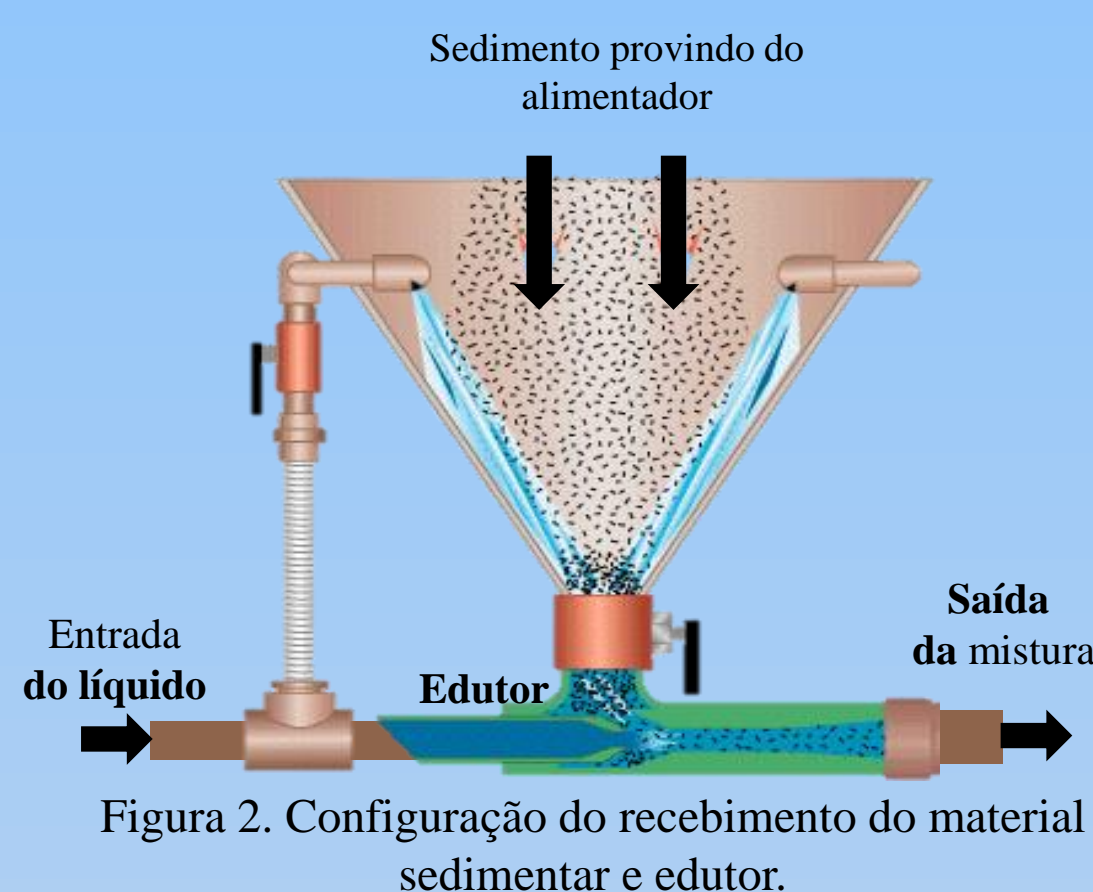 Sedimento provindo do
alimentador
Entrada
do líquido
Edutor
Saída
da mistura
Figura 2. Configuração do recebimento do material
sedimentar e edutor.